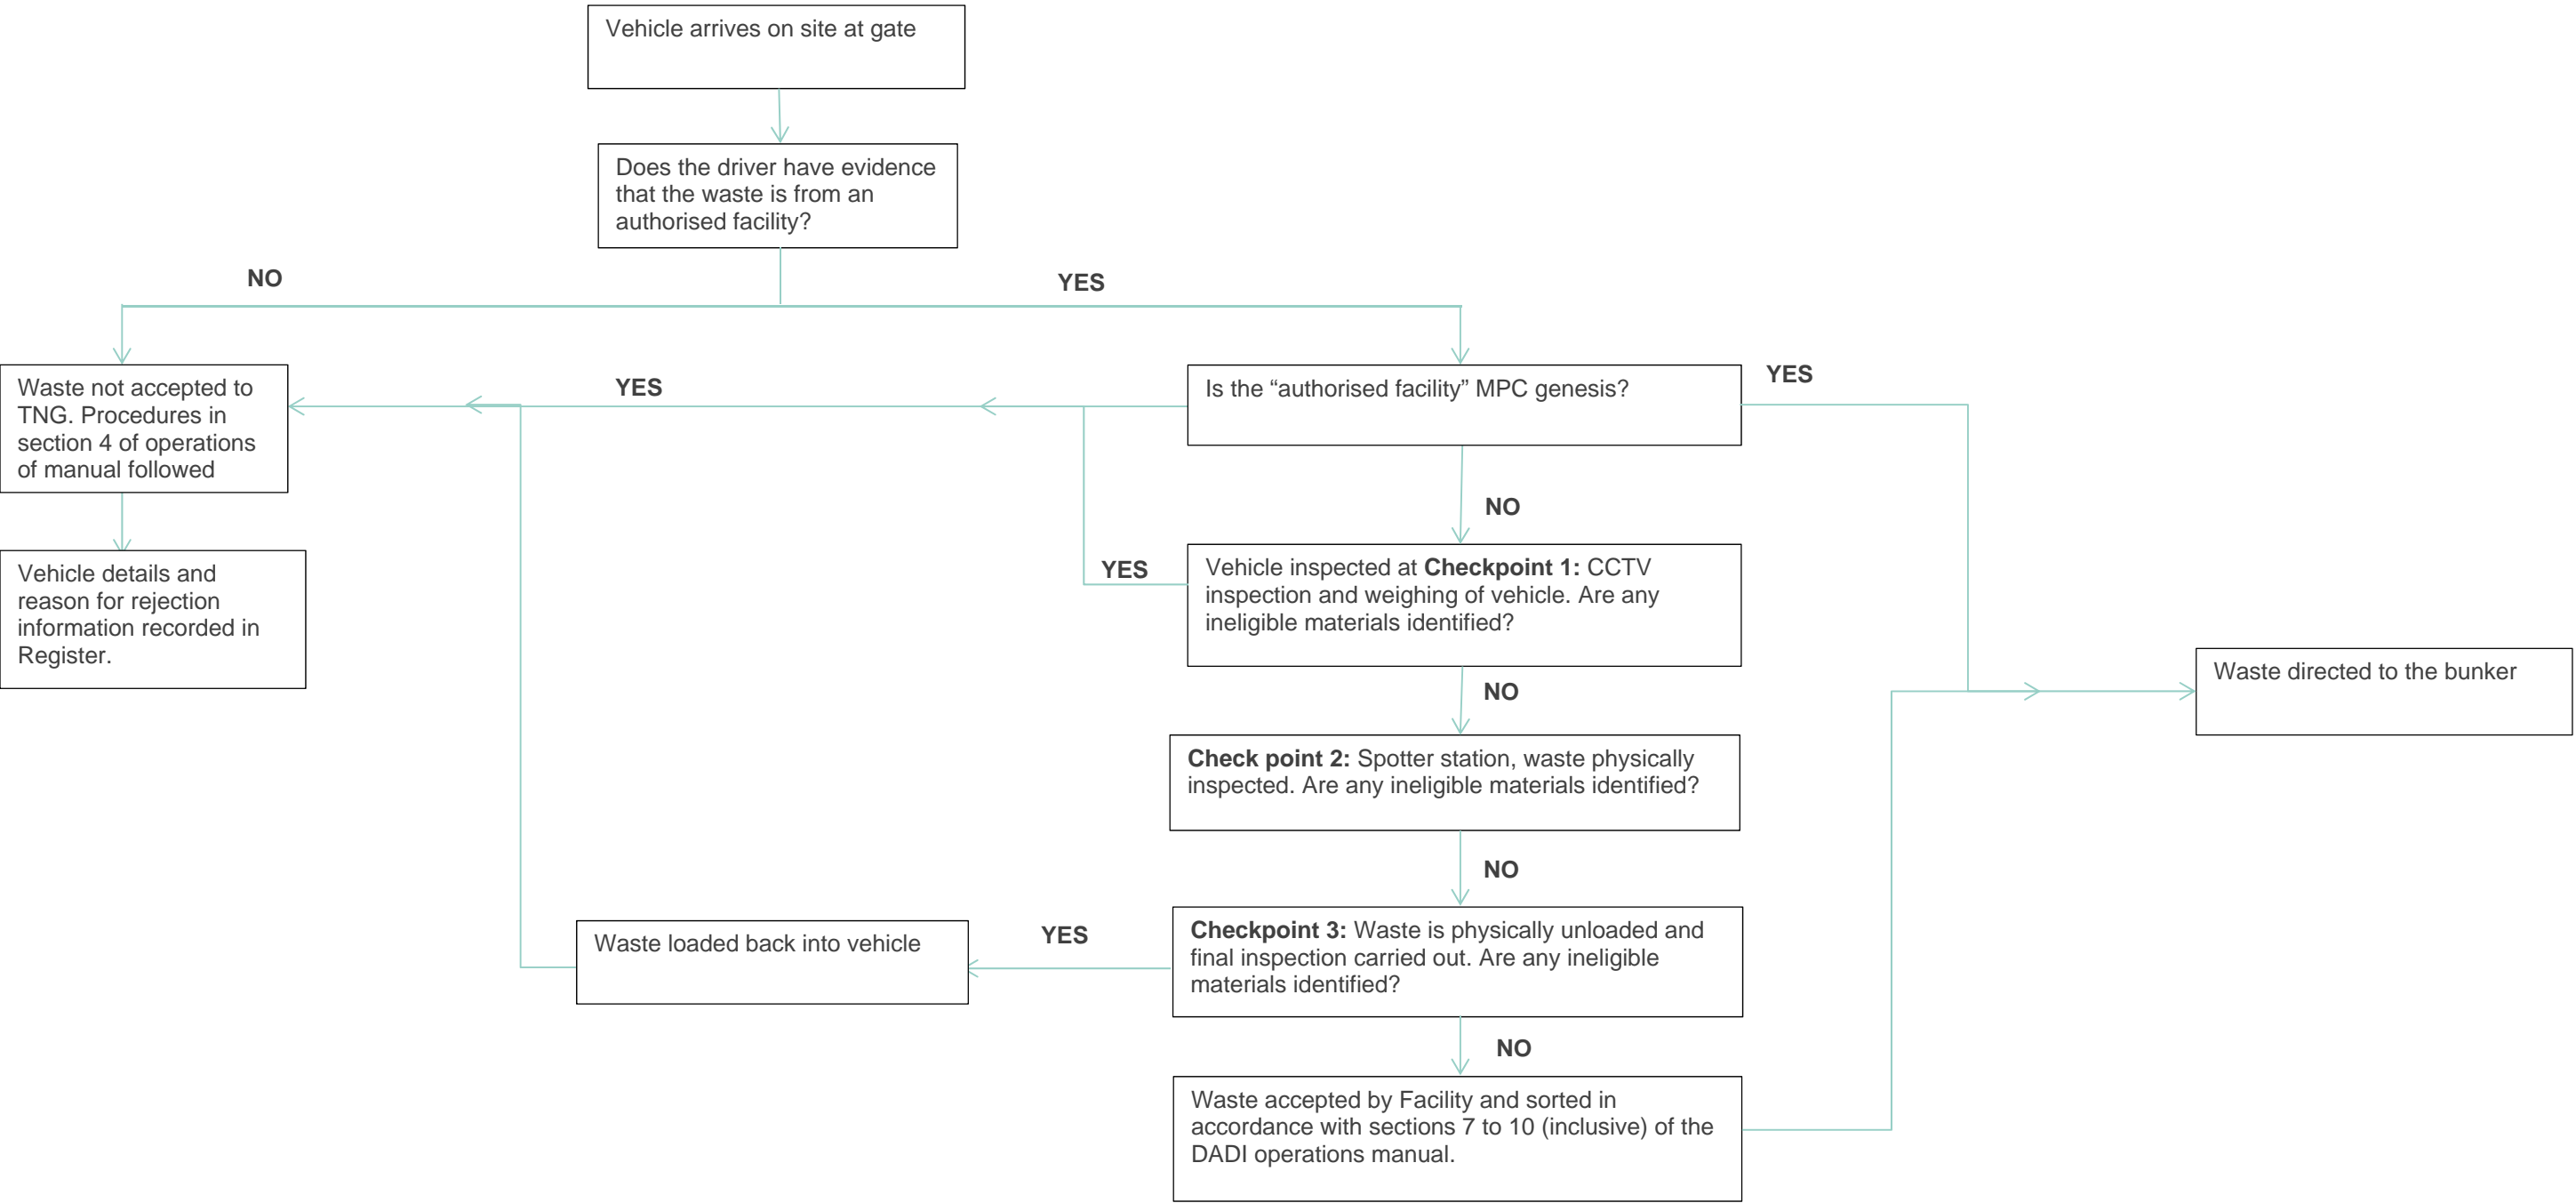 Vehicle arrives on site at gate
Does the driver have evidence
that the waste is from an
authorised facility?
NO
YES
Waste not accepted to
TNG. Procedures in
section 4 of operations
of manual followed
YES
Is the “authorised facility” MPC genesis?
YES
NO
Vehicle details and
reason for rejection
information recorded in
Register.
YES
Vehicle inspected at Checkpoint 1: CCTV
inspection and weighing of vehicle. Are any
ineligible materials identified?
Waste directed to the bunker
NO
Check point 2: Spotter station, waste physically
inspected. Are any ineligible materials identified?
NO
Waste loaded back into vehicle
YES
Checkpoint 3: Waste is physically unloaded and
final inspection carried out. Are any ineligible
materials identified?
NO
Waste accepted by Facility and sorted in
accordance with sections 7 to 10 (inclusive) of the
DADI operations manual.